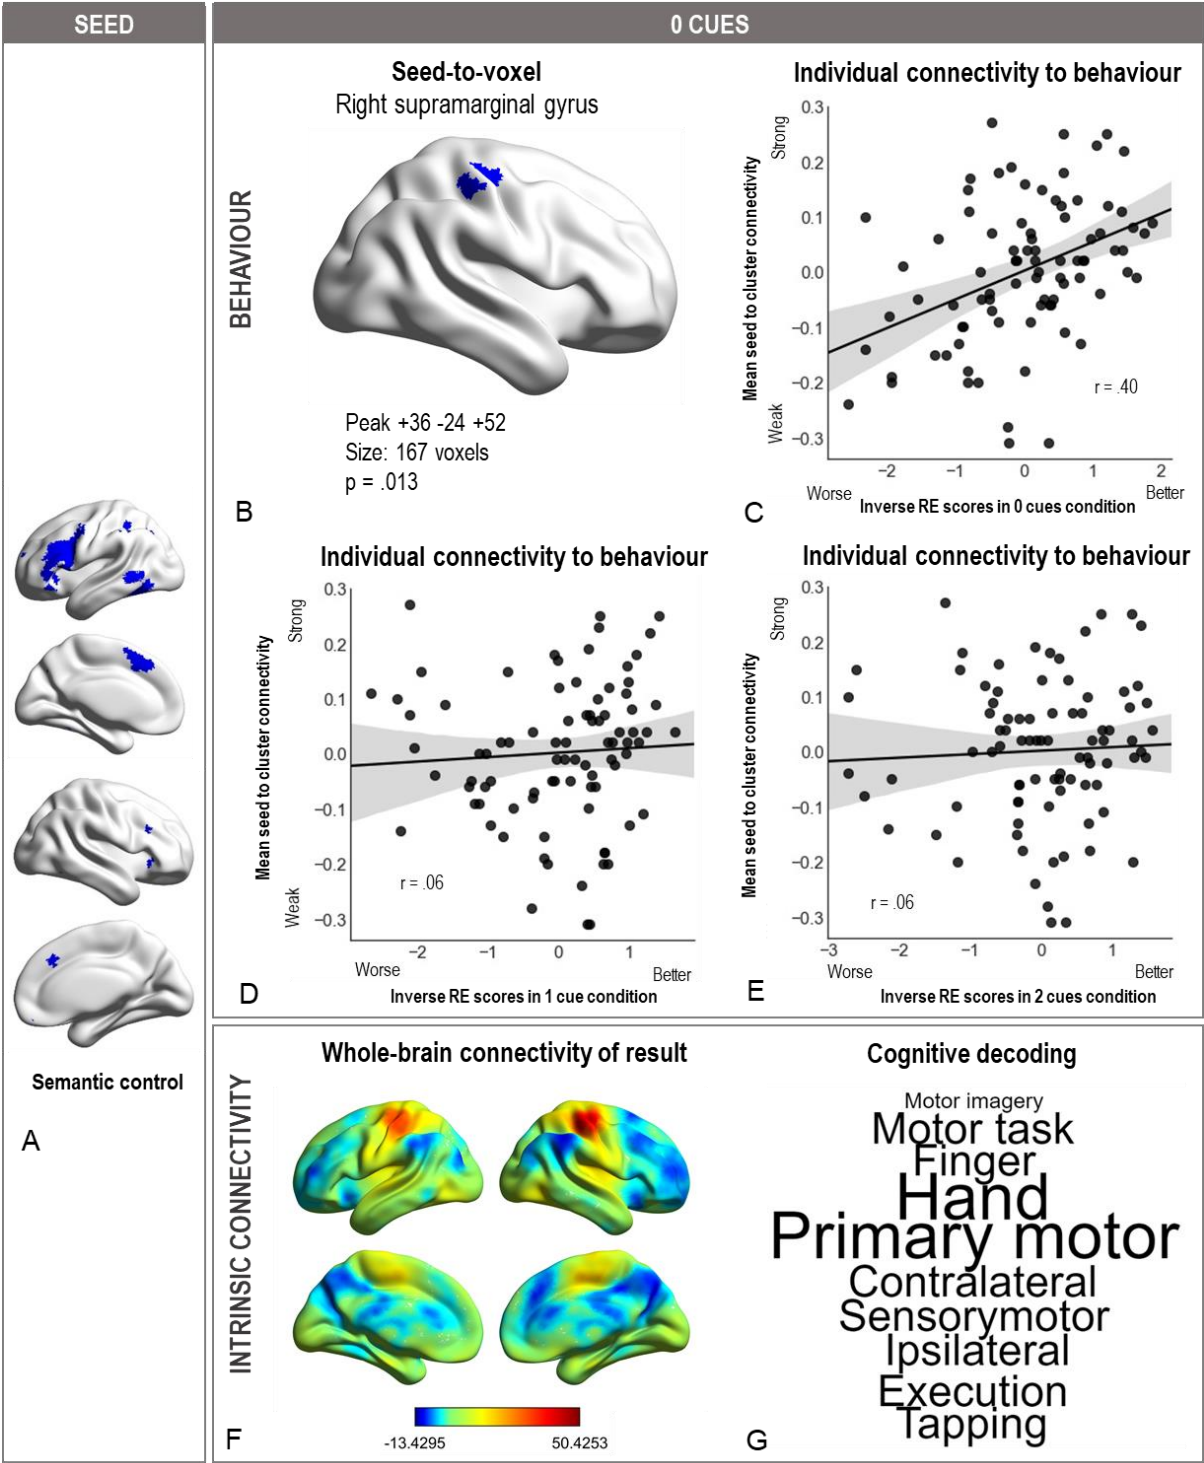 SEED
0 CUES
Semantic control
A
BEHAVIOUR
Seed-to-voxel
Right supramarginal gyrus
Peak +36 -24 +52
Size: 167 voxels
p = .013
B
Individual connectivity to behaviour
Mean seed to cluster connectivity
Strong
Weak
0.3
0.2
0.1
0.0
−0.1
−0.2
−0.3
r = .40
−2
−1
0
1
2
Worse
Better
Inverse RE scores in 0 cues condition
C
Individual connectivity to behaviour
Mean seed to cluster connectivity
Strong
Weak
0.3
0.2
0.1
0.0
−0.1
−0.2
−0.3
r = .06
−2
−1
0
1
Worse
Better
Inverse RE scores in 1 cue condition
D
Individual connectivity to behaviour
Mean seed to cluster connectivity
Strong
0.3
0.2
0.1
0.0
−0.1
−0.2
−0.3
r = .06
−3
−2
−1
0
1
Worse
Better
Inverse RE scores in 2 cues condition
E
INTRINSIC CONNECTIVITY
Whole-brain connectivity of result
-13.4295
50.4253
F
Cognitive decoding
Motor imagery
Motor task
Finger
Hand
Primary motor
Contralateral
Sensorymotor
Ipsilateral
Execution
Tapping
G